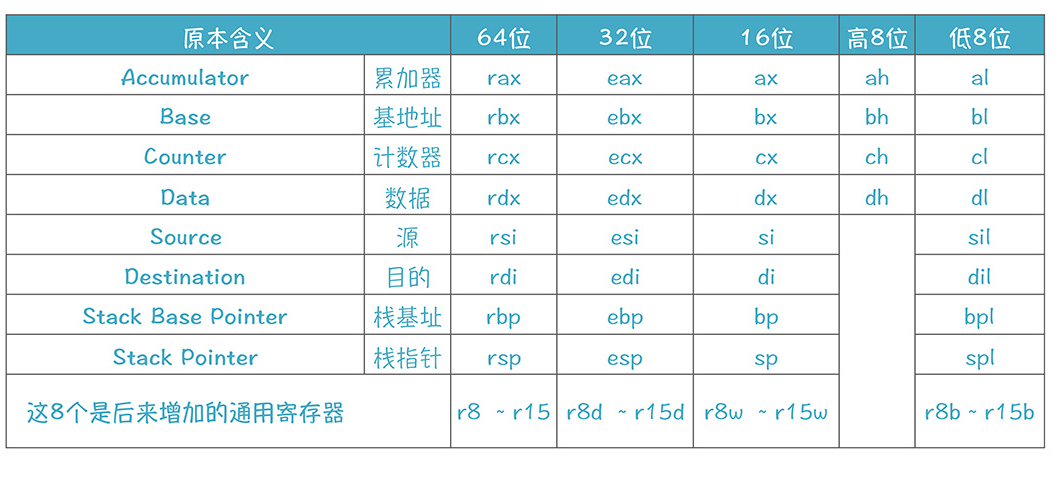 原本含义 64位 32位 16位 高8位 低8位
Accumulator 累加器 rax eax ax ah al
Base 基地址 rbx ebx bx bh bl
Counter 计数器 rcx ecx cx ch cl
Data 数据 rdx edx dx dh dl
Source 源 rsi esi si sil
Destination 目的 rdi edi di dil
Stack Base Pointer 栈基址 rbp ebp bp bpl
Stack Pointer 栈指针 rsp esp sp spl
这8个是后来增加的通用寄存器 r8 ~ r15 r8d ~ r15d r8w ~ r15w r8b ~ r15b